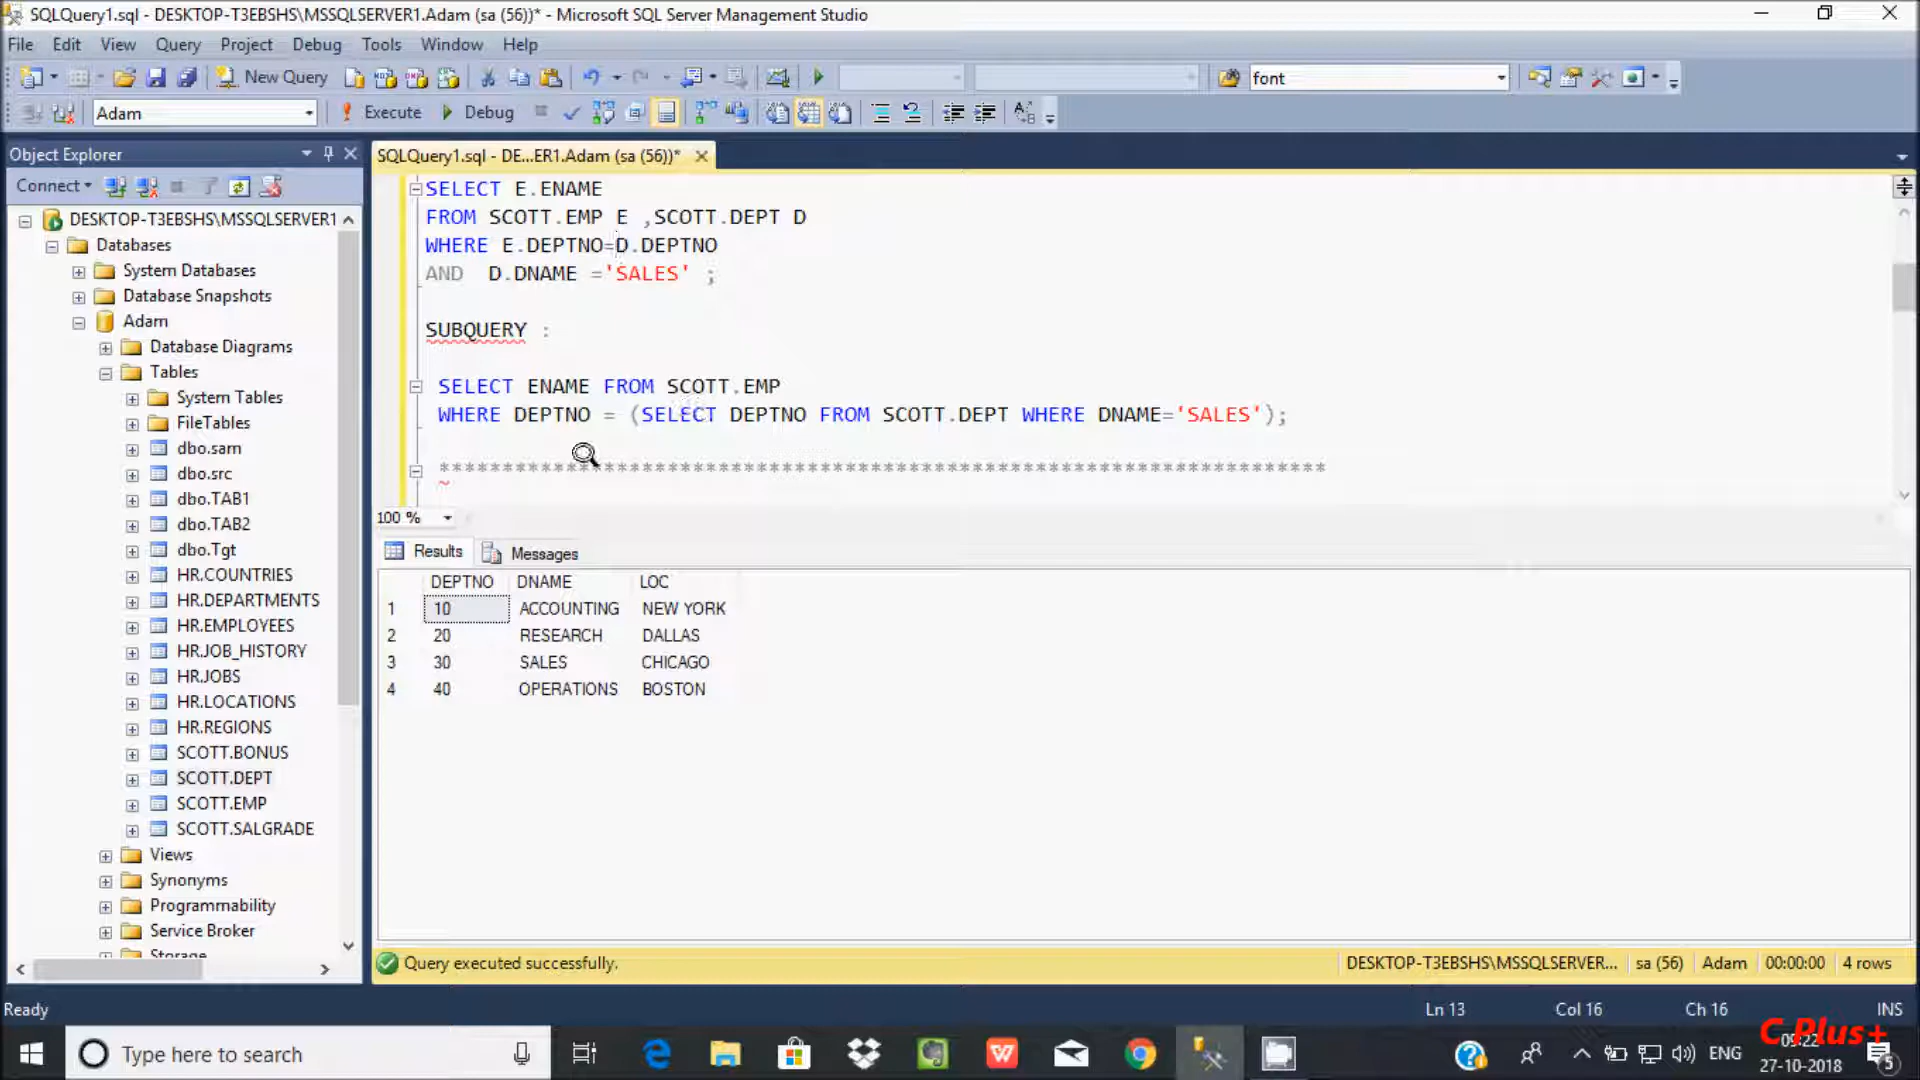 SQLQuery1.sql - DESKTOP-T3EBSHS\MSSQLSERVER1.Adam (sa (56))* - Microsoft SQL Server Management Studio
File Edit View Query Project Debug Tools Window Help
New Query font
Adam Execute Debug
Object Explorer
Connect
DESKTOP-T3EBSHS\MSSQLSERVER1
Databases
System Databases
Database Snapshots
Adam
Database Diagrams
Tables
System Tables
FileTables
dbo.sam
dbo.src
dbo.TAB1
dbo.TAB2
dbo.Tgt
HR.COUNTRIES
HR.DEPARTMENTS
HR.EMPLOYEES
HR.JOB_HISTORY
HR.JOBS
HR.LOCATIONS
HR.REGIONS
SCOTT.BONUS
SCOTT.DEPT
SCOTT.EMP
SCOTT.SALGRADE
Views
Synonyms
Programmability
Service Broker
Storage
SQLQuery1.sql - DE...ER1.Adam (sa (56))*
SELECT E.ENAME
FROM SCOTT.EMP E ,SCOTT.DEPT D
WHERE E.DEPTNO=D.DEPTNO
AND D.DNAME ='SALES' ;
SUBQUERY :
SELECT ENAME FROM SCOTT.EMP
WHERE DEPTNO = (SELECT DEPTNO FROM SCOTT.DEPT WHERE DNAME='SALES');
**********************************************************************
100 %
Results Messages
DEPTNO DNAME LOC
1 10 ACCOUNTING NEW YORK
2 20 RESEARCH DALLAS
3 30 SALES CHICAGO
4 40 OPERATIONS BOSTON
Query executed successfully. DESKTOP-T3EBSHS\MSSQLSERVER... sa (56) Adam 00:00:00 4 rows
Ready Ln 13 Col 16 Ch 16 INS
C Plus+
Type here to search ENG 09:22
27-10-2018 5